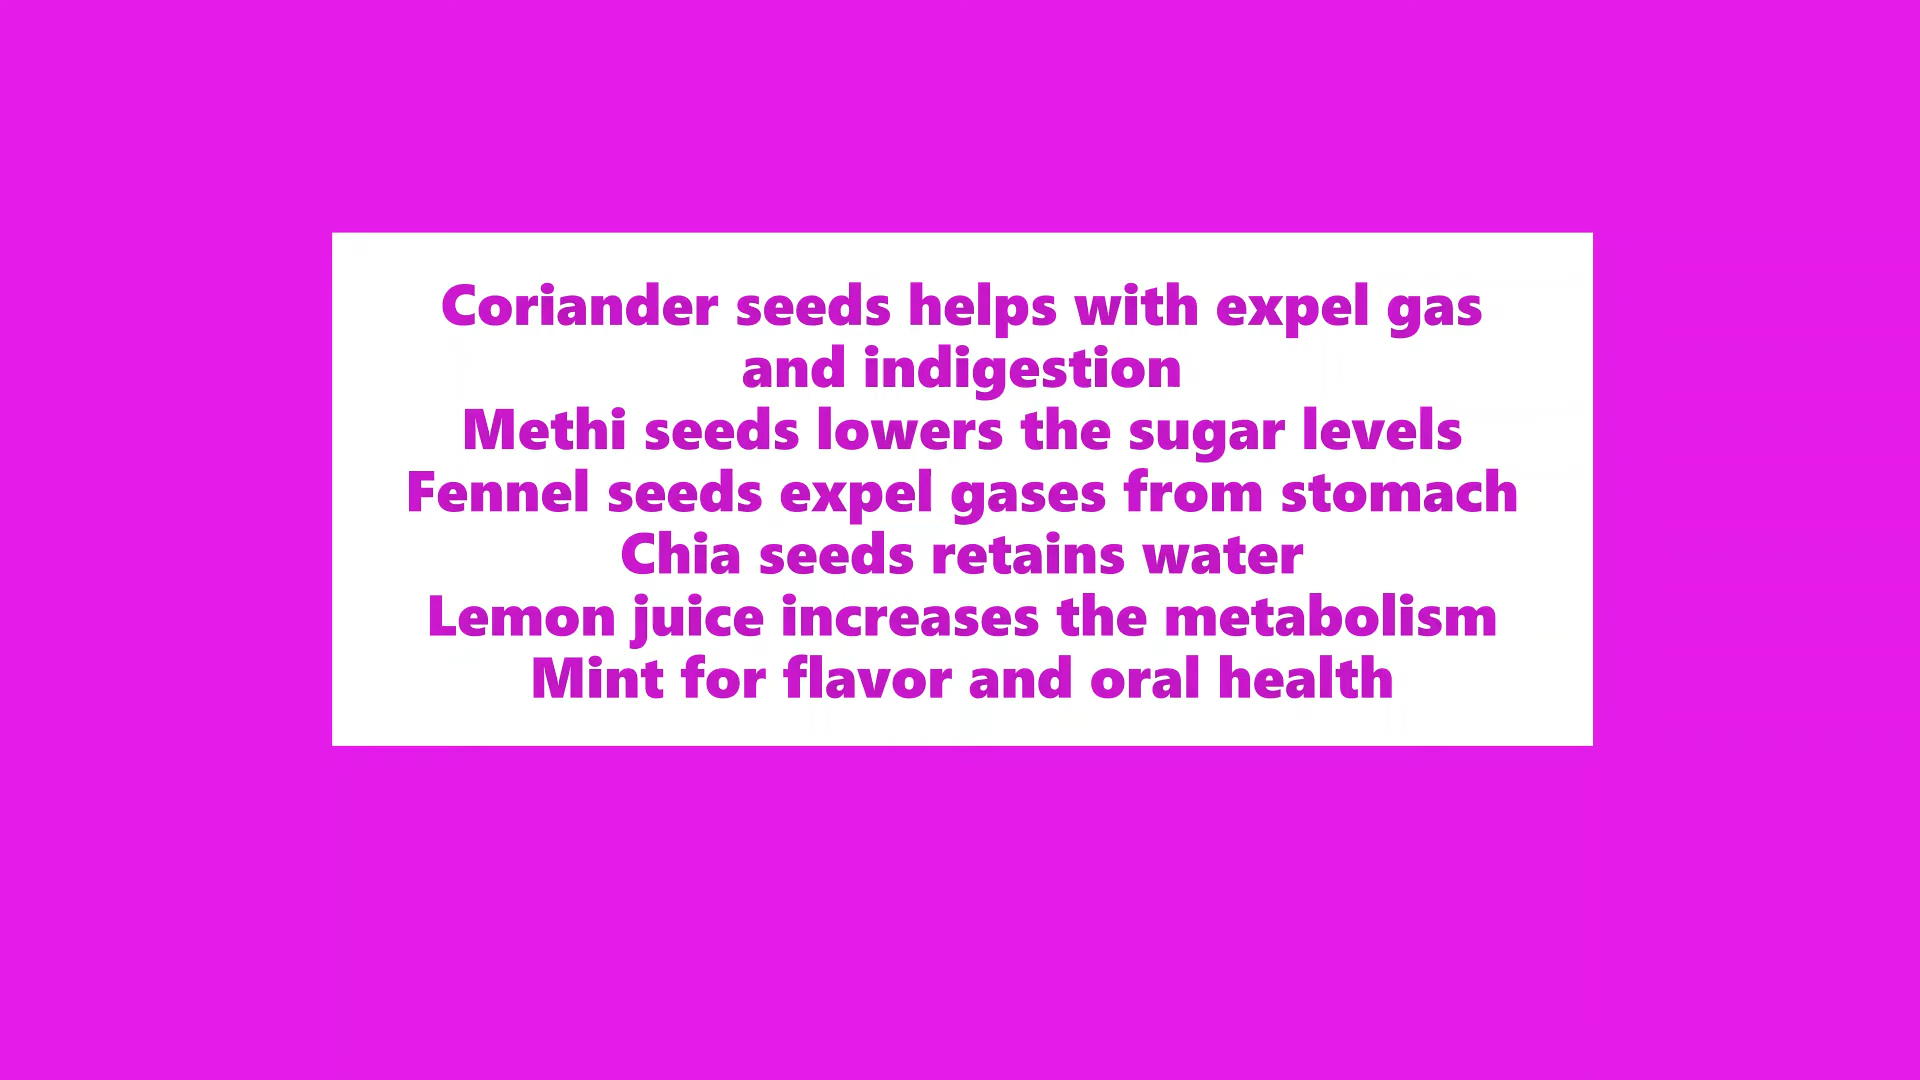 Coriander seeds helps with expel gas
and indigestion
Methi seeds lowers the sugar levels
Fennel seeds expel gases from stomach
Chia seeds retains water
Lemon juice increases the metabolism
Mint for flavor and oral health